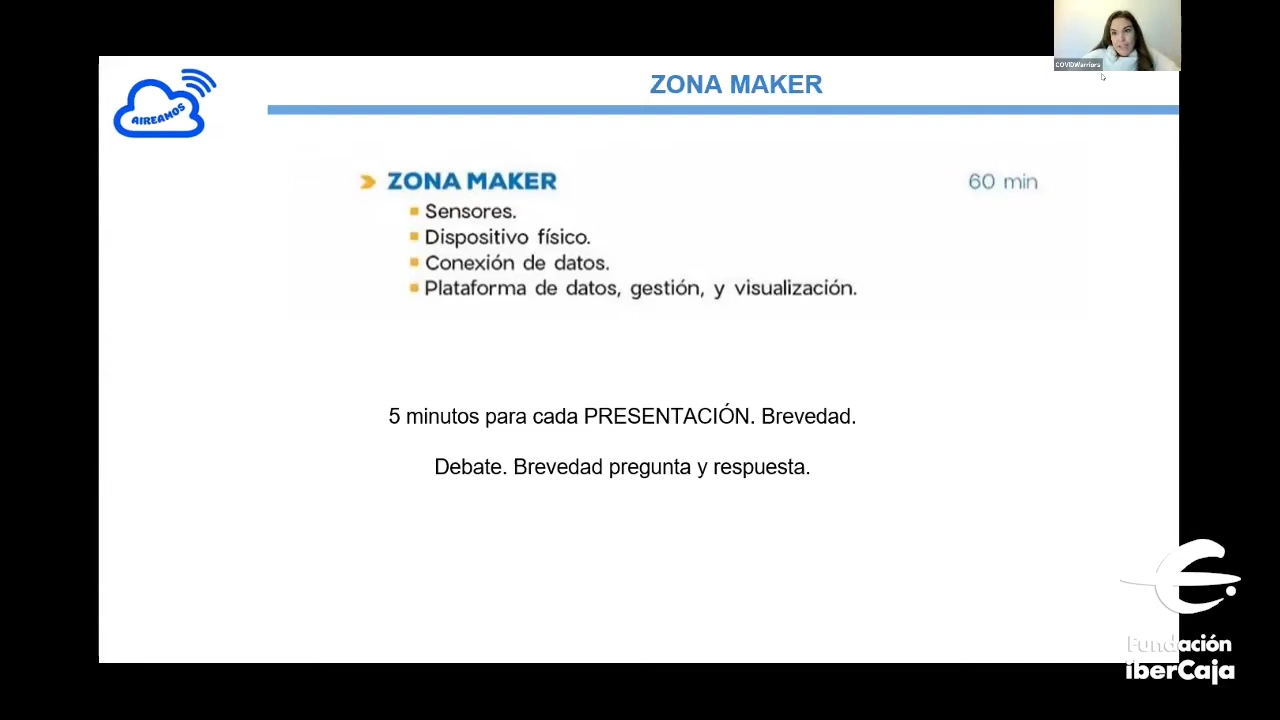 COVIDWarriors
AIREAMOS
ZONA MAKER
ZONA MAKER
60 min
Sensores.
Dispositivo físico.
Conexión de datos.
Plataforma de datos, gestión, y visualización.
5 minutos para cada PRESENTACIÓN. Brevedad.
Debate. Brevedad pregunta y respuesta.
Fundación
iberCaja